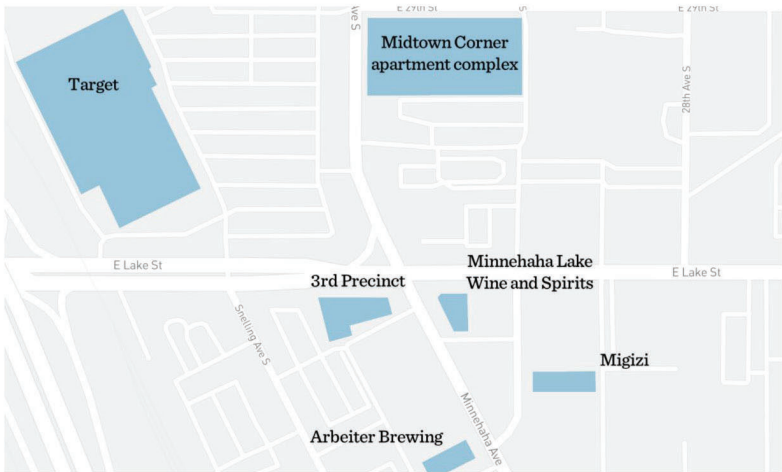 E 29th St
E 29th St
Ave S
S
Midtown Corner
apartment complex
Target
28th Ave S
E Lake St
Minnehaha Lake
Wine and Spirits
E Lake St
3rd Precinct
Snelling Ave S
Migizi
Minnehaha Ave
Arbeiter Brewing